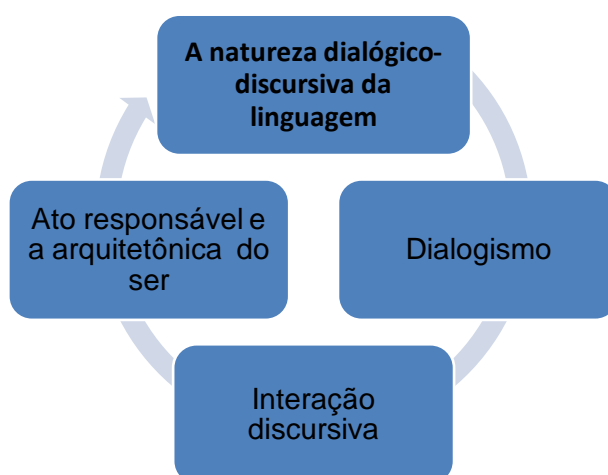 A natureza dialógico-
discursiva da
linguagem
Dialogismo
Interação
discursiva
Ato responsável e
a arquitetônica do
ser